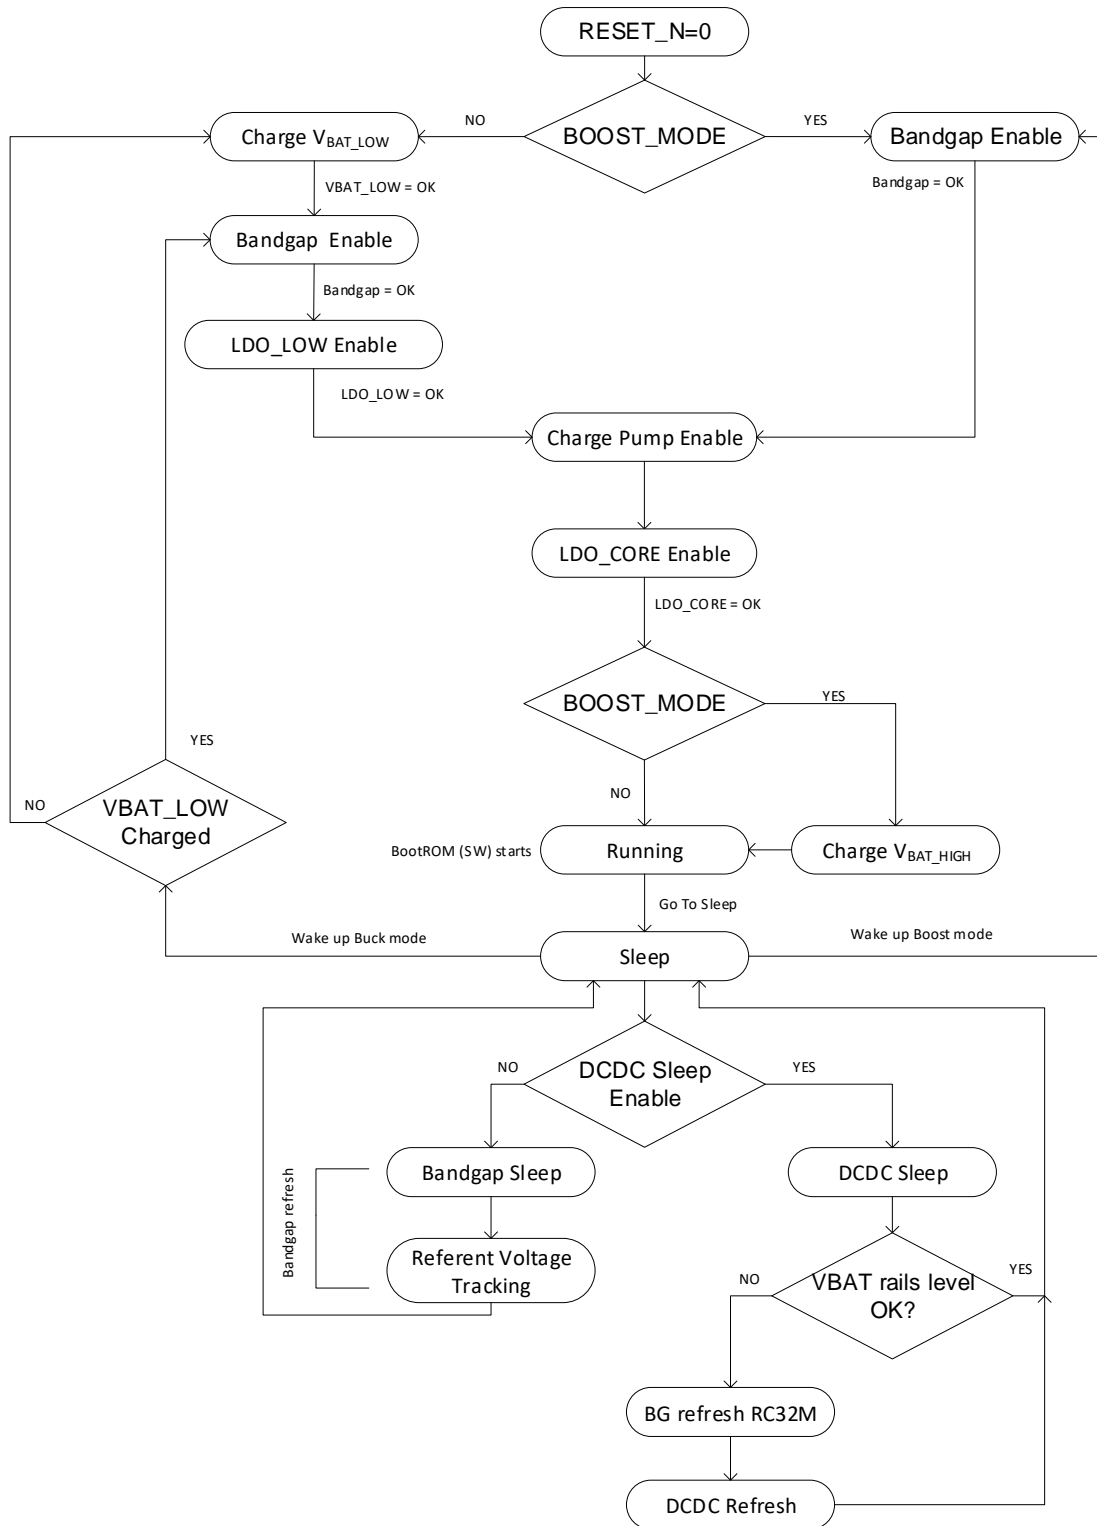 RESET_N=0
BOOST_MODE
NO
YES
Charge VBAT_LOW
Bandgap Enable
VBAT_LOW = OK
Bandgap = OK
Bandgap  Enable
Bandgap = OK
LDO_LOW Enable
LDO_LOW = OK
Charge Pump Enable
LDO_CORE Enable
LDO_CORE = OK
BOOST_MODE
YES
NO
YES
NO
VBAT_LOW
Charged
BootROM (SW) starts
Running
Charge VBAT_HIGH
Go To Sleep
Wake up Buck mode
Wake up Boost mode
Sleep
NO
DCDC Sleep
Enable
YES
Bandgap Sleep
DCDC Sleep
Bandgap refresh
Referent Voltage
Tracking
NO
VBAT rails level
OK?
YES
BG refresh RC32M
DCDC Refresh